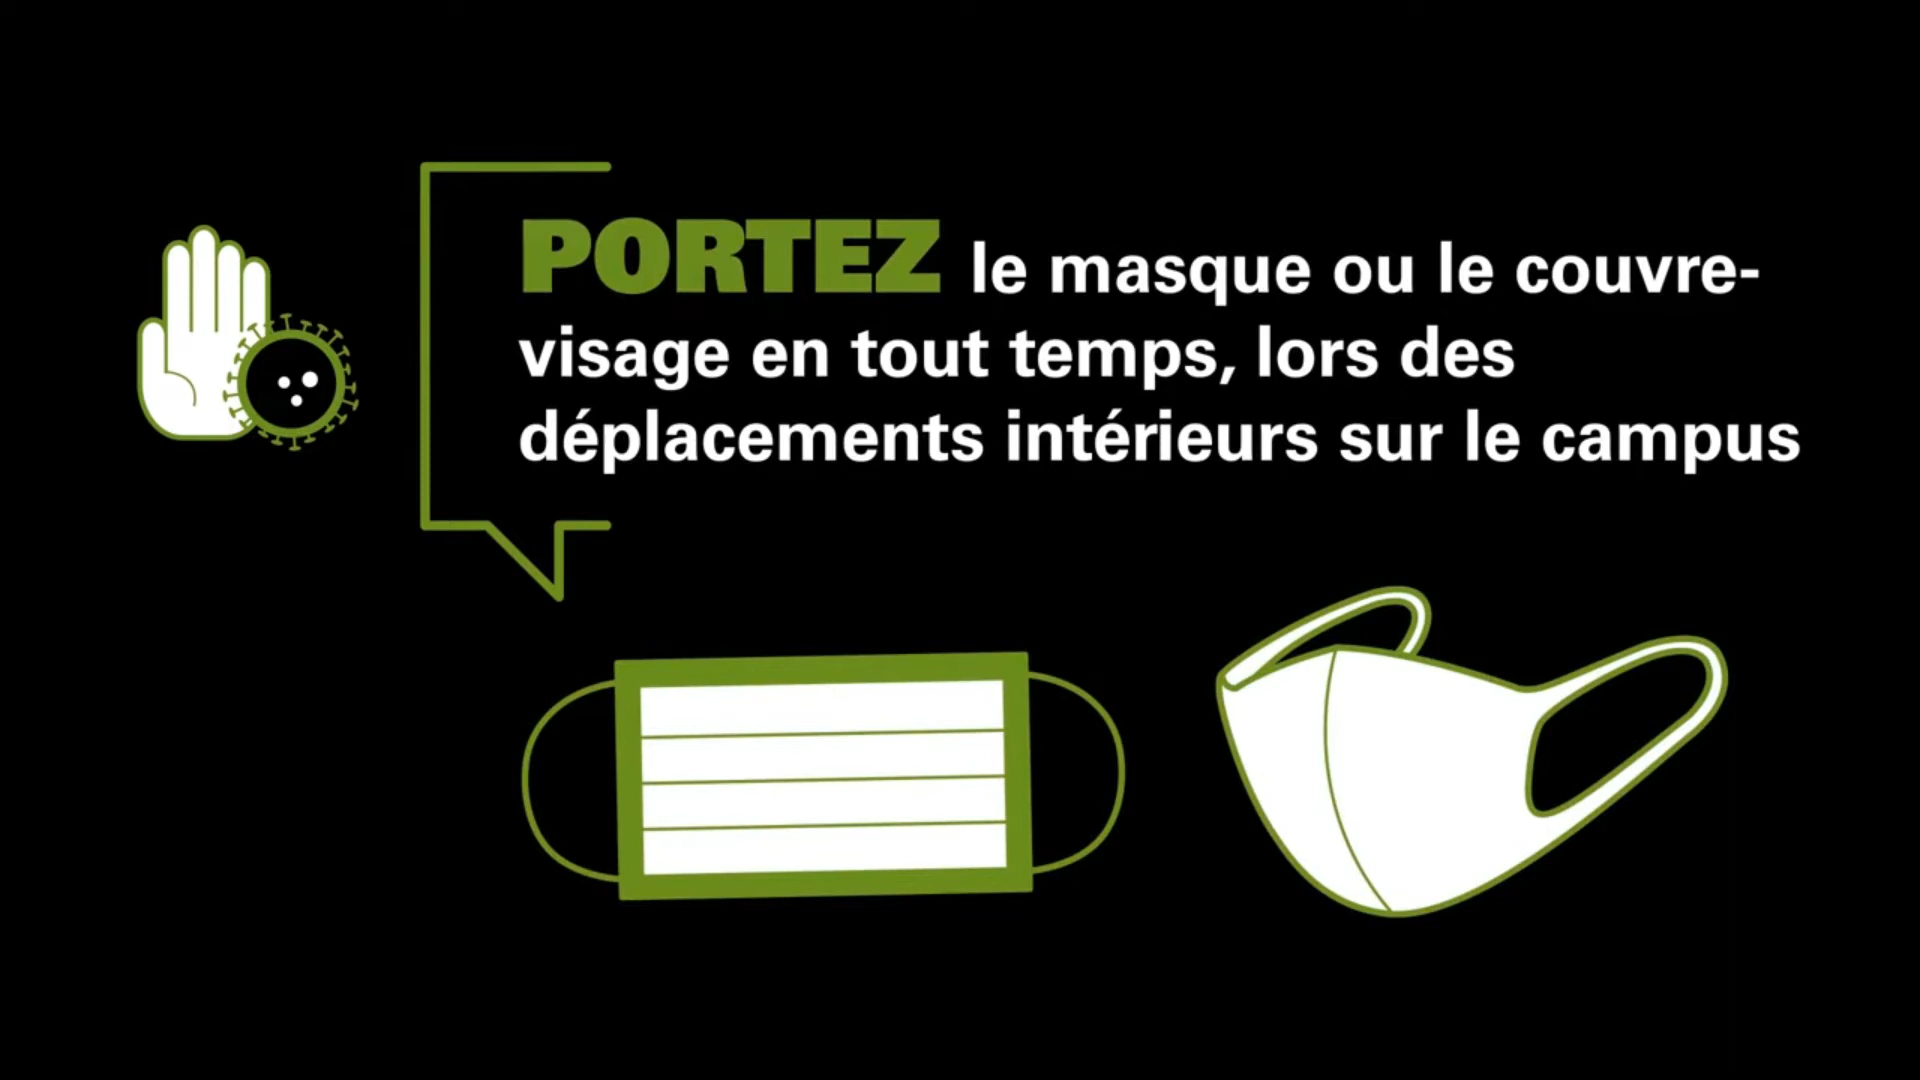 PORTEZ le masque ou le couvre-
visage en tout temps, lors des
déplacements intérieurs sur le campus